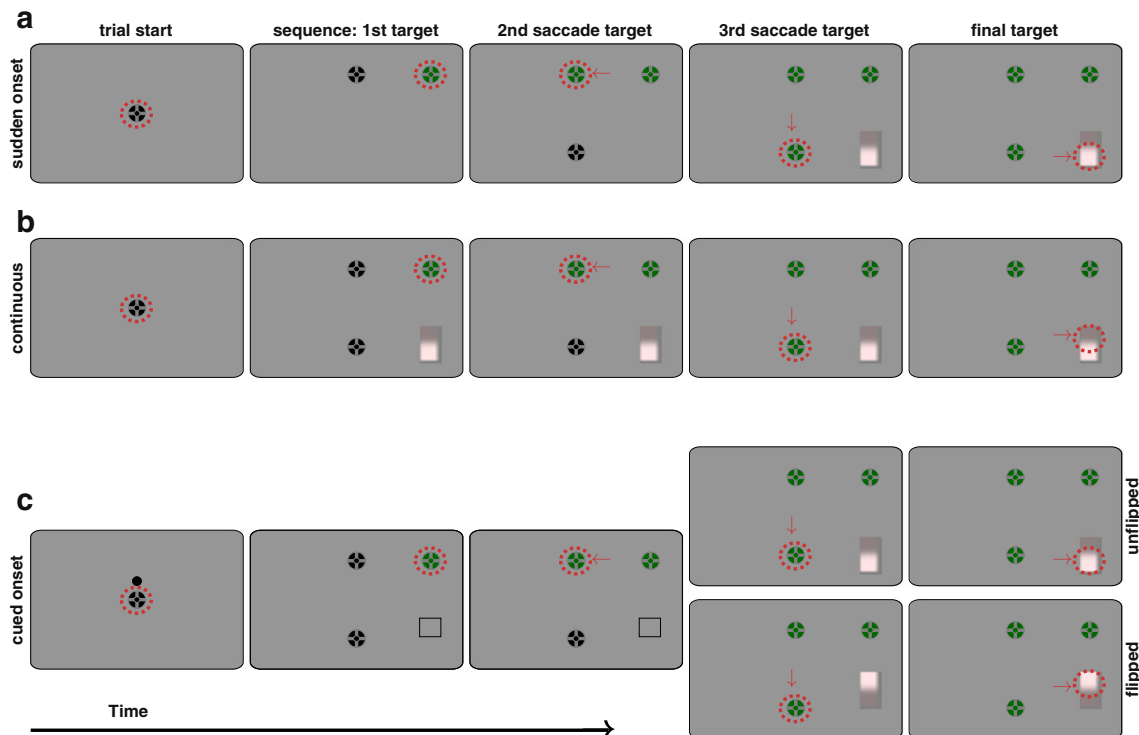 a
trial start
sequence: 1st target
2nd saccade target
3rd saccade target
final target
sudden onset
b
continuous
c
cued onset
unflipped
flipped
Time